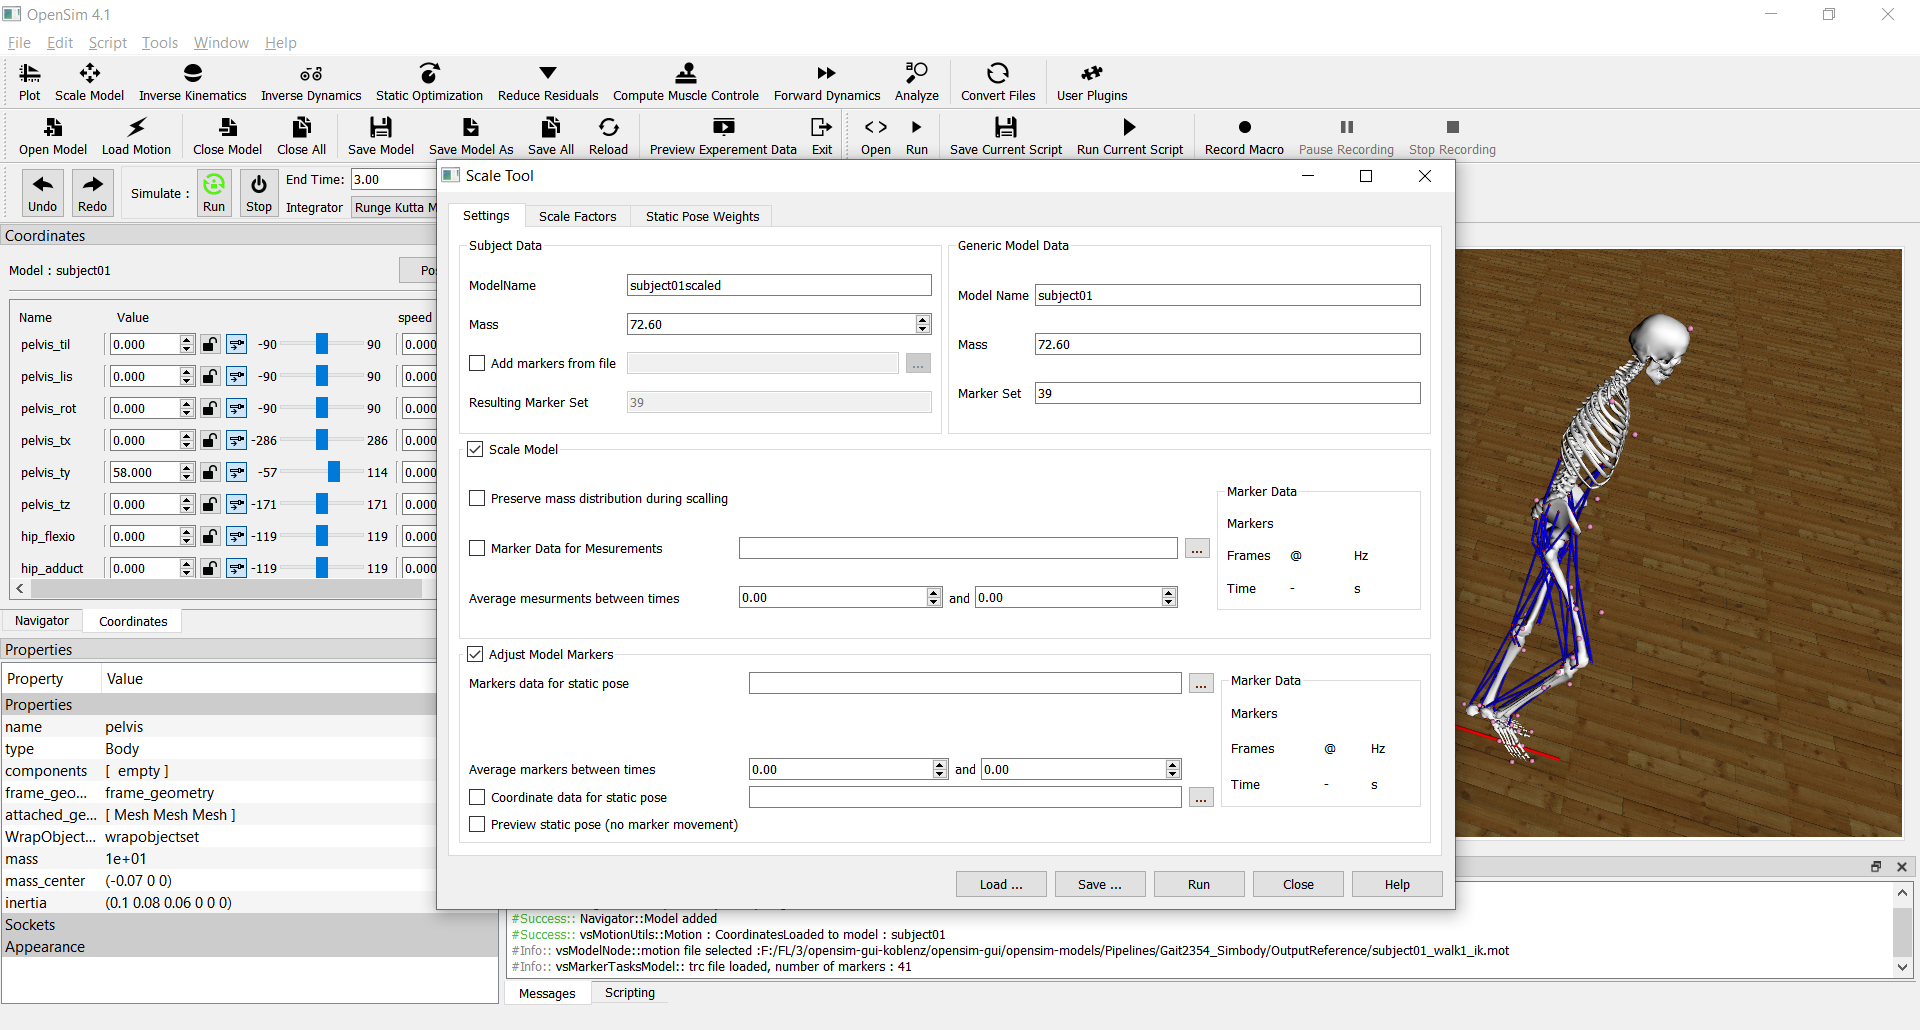 OpenSim 4.1
File Edit Script Tools Window Help
Plot Scale Model Inverse Kinematics Inverse Dynamics Static Optimization Reduce Residuals Compute Muscle Controle Forward Dynamics Analyze Convert Files User Plugins
Open Model Load Motion Close Model Close All Save Model Save Model As Save All Reload Preview Experement Data Exit Open Run Save Current Script Run Current Script Record Macro Pause Recording Stop Recording
Undo Redo Simulate : Run Stop End Time: 3.00
Integrator Runge Kutta M
Coordinates
Model : subject01 Po
Name Value speed
pelvis_til 0.000 -90 90 0.000
pelvis_lis 0.000 -90 90 0.000
pelvis_rot 0.000 -90 90 0.000
pelvis_tx 0.000 -286 286 0.000
pelvis_ty 58.000 -57 114 0.000
pelvis_tz 0.000 -171 171 0.000
hip_flexio 0.000 -119 119 0.000
hip_adduct 0.000 -119 119 0.000
Navigator Coordinates
Properties
Property Value
Properties
name pelvis
type Body
components [ empty ]
frame_geo... frame_geometry
attached_ge... [ Mesh Mesh Mesh ]
WrapObject... wrapobjectset
mass 1e+01
mass_center (-0.07 0 0)
inertia (0.1 0.08 0.06 0 0 0)
Sockets
Appearance
Scale Tool
Settings Scale Factors Static Pose Weights
Subject Data
ModelName subject01scaled
Mass 72.60
Add markers from file ...
Resulting Marker Set 39
Generic Model Data
Model Name subject01
Mass 72.60
Marker Set 39
Scale Model
Preserve mass distribution during scalling
Marker Data for Mesurements ...
Average mesurments between times 0.00 and 0.00
Marker Data
Markers
Frames @ Hz
Time - s
Adjust Model Markers
Markers data for static pose ...
Average markers between times 0.00 and 0.00
Coordinate data for static pose ...
Preview static pose (no marker movement)
Marker Data
Markers
Frames @ Hz
Time - s
Load ... Save ... Run Close Help
#Success:: Navigator::Model added
#Success:: vsMotionUtils::Motion : CoordinatesLoaded to model : subject01
#Info:: vsModelNode::motion file selected :F:/FL/3/opensim-gui-koblenz/opensim-gui/opensim-models/Pipelines/Gait2354_Simbody/OutputReference/subject01_walk1_ik.mot
#Info:: vsMarkerTasksModel:: trc file loaded, number of markers : 41
Messages Scripting